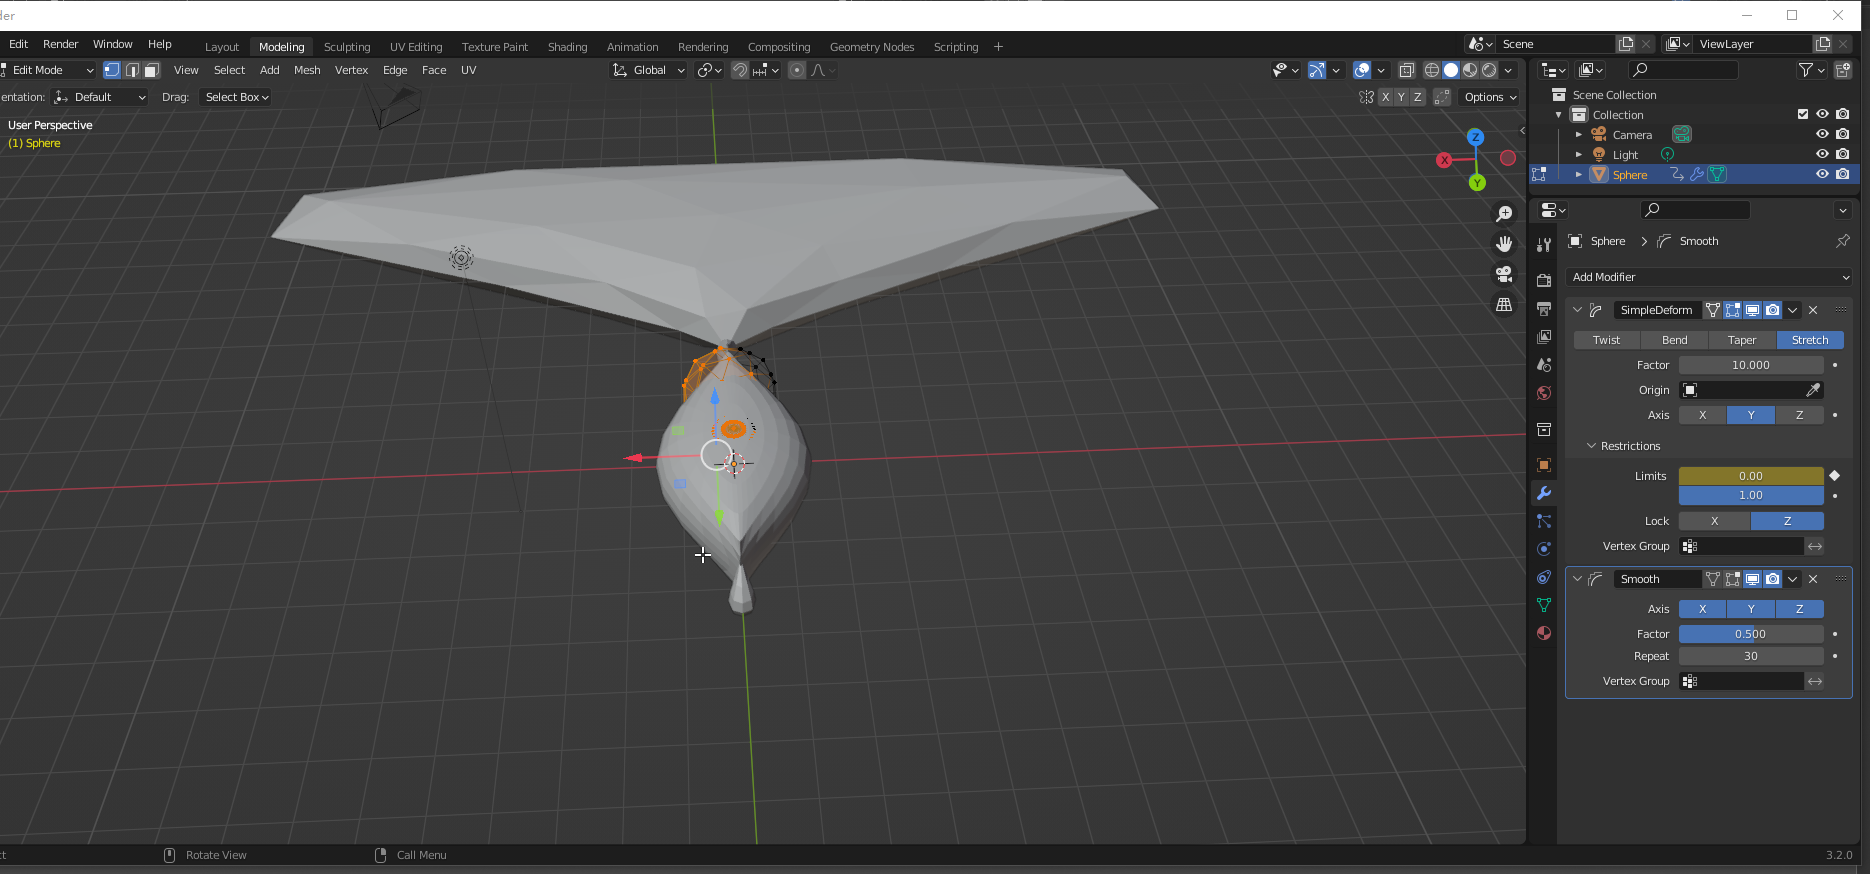 der
Edit Render Window Help Layout Modeling Sculpting UV Editing Texture Paint Shading Animation Rendering Compositing Geometry Nodes Scripting + Scene ViewLayer
Edit Mode View Select Add Mesh Vertex Edge Face UV Global
entation: Default Drag: Select Box X Y Z Options
User Perspective
(1) Sphere
Z
X
Y
Scene Collection
Collection
Camera
Light
Sphere
Sphere > Smooth
Add Modifier
SimpleDeform
Twist Bend Taper Stretch
Factor 10.000
Origin
Axis X Y Z
Restrictions
Limits 0.00
1.00
Lock X Z
Vertex Group
Smooth
Axis X Y Z
Factor 0.500
Repeat 30
Vertex Group
ct Rotate View Call Menu 3.2.0